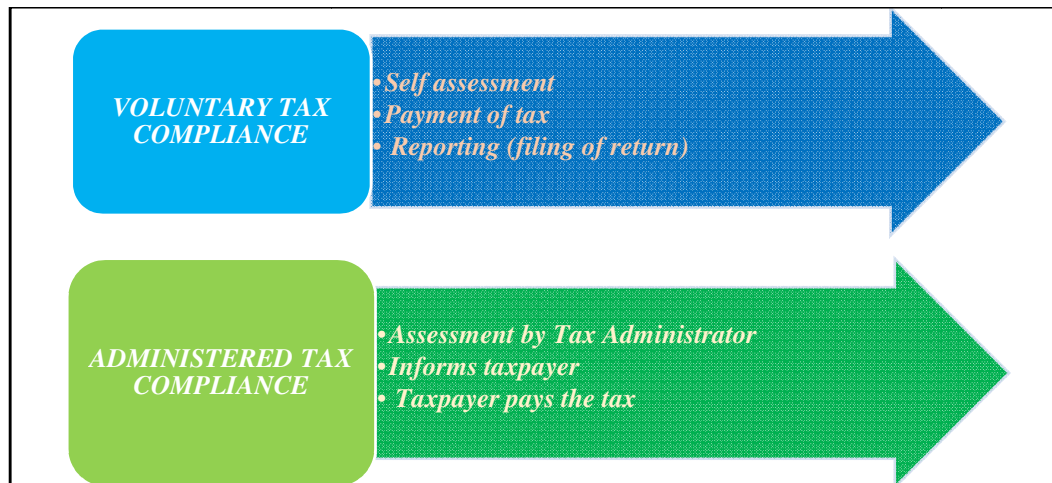 VOLUNTARY TAX
COMPLIANCE
•Self assessment
•Payment of tax
• Reporting (filing of return)
ADMINISTERED TAX
COMPLIANCE
•Assessment by Tax Administrator
•Informs taxpayer
• Taxpayer pays the tax